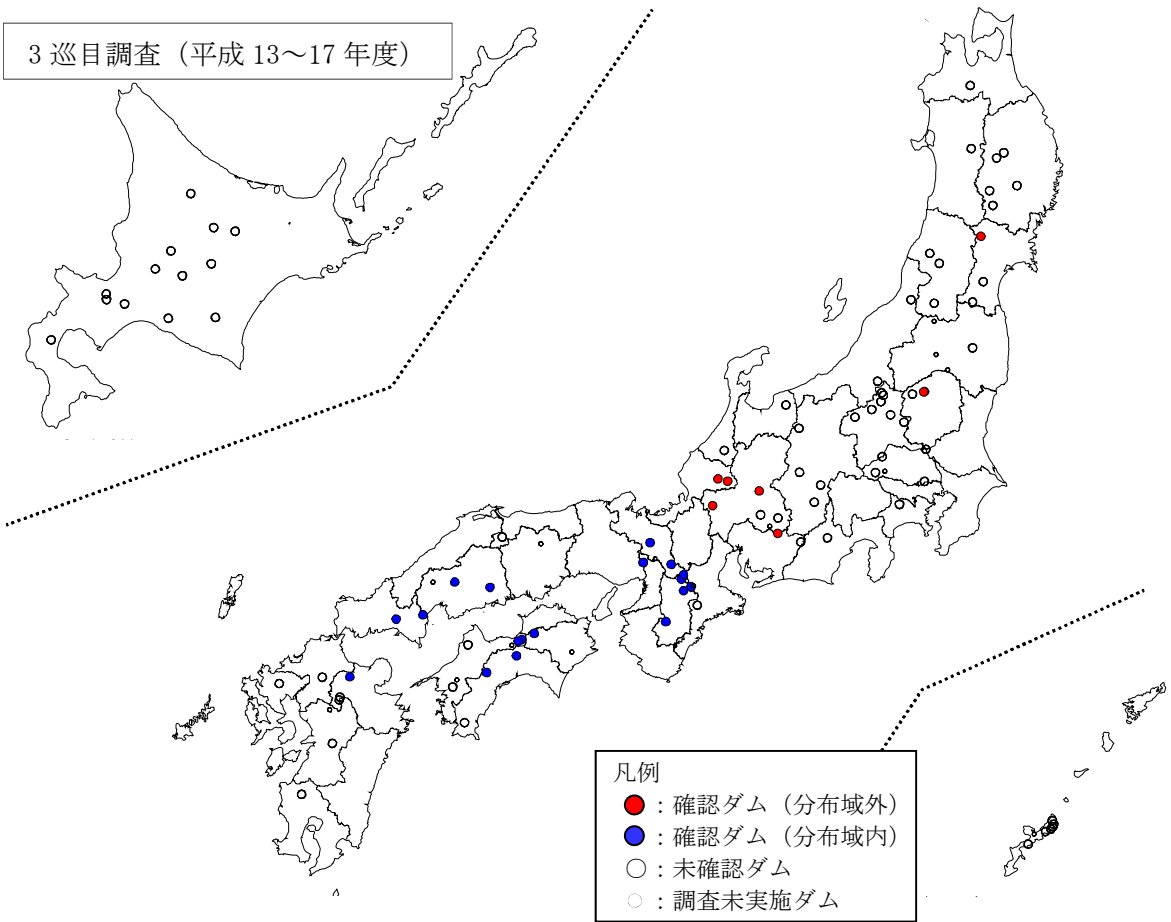 3 巡目調査（平成 13～17 年度）
凡例
：確認ダム（分布域外）
：確認ダム（分布域内）
：未確認ダム
：調査未実施ダム